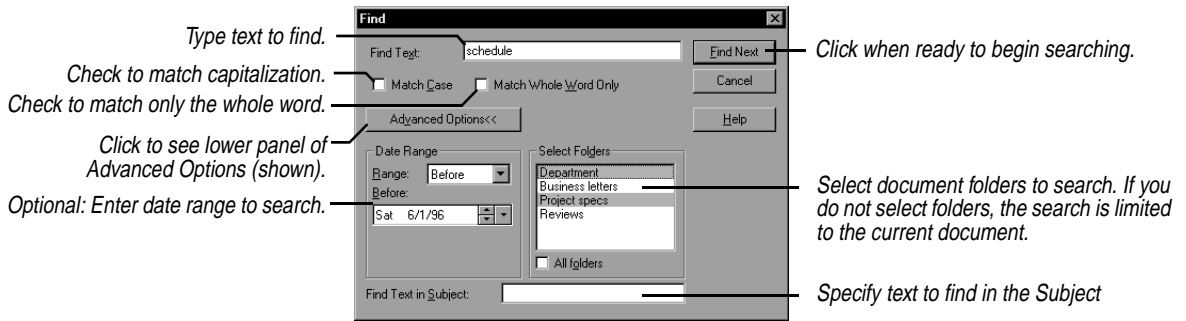 Find
Type text to find.
Find Text:
schedule
Find Next
Click when ready to begin searching.
Check to match capitalization.
Match Case
Match Whole Word Only
Cancel
Check to match only the whole word.
Advanced Options<<
Help
Click to see lower panel of
Advanced Options (shown).
Date Range
Range:
Before
Before:
Optional: Enter date range to search.
Sat 6/1/96
Select Folders
Department
Business letters
Project specs
Reviews
All folders
Select document folders to search. If you
do not select folders, the search is limited
to the current document.
Find Text in Subject:
Specify text to find in the Subject